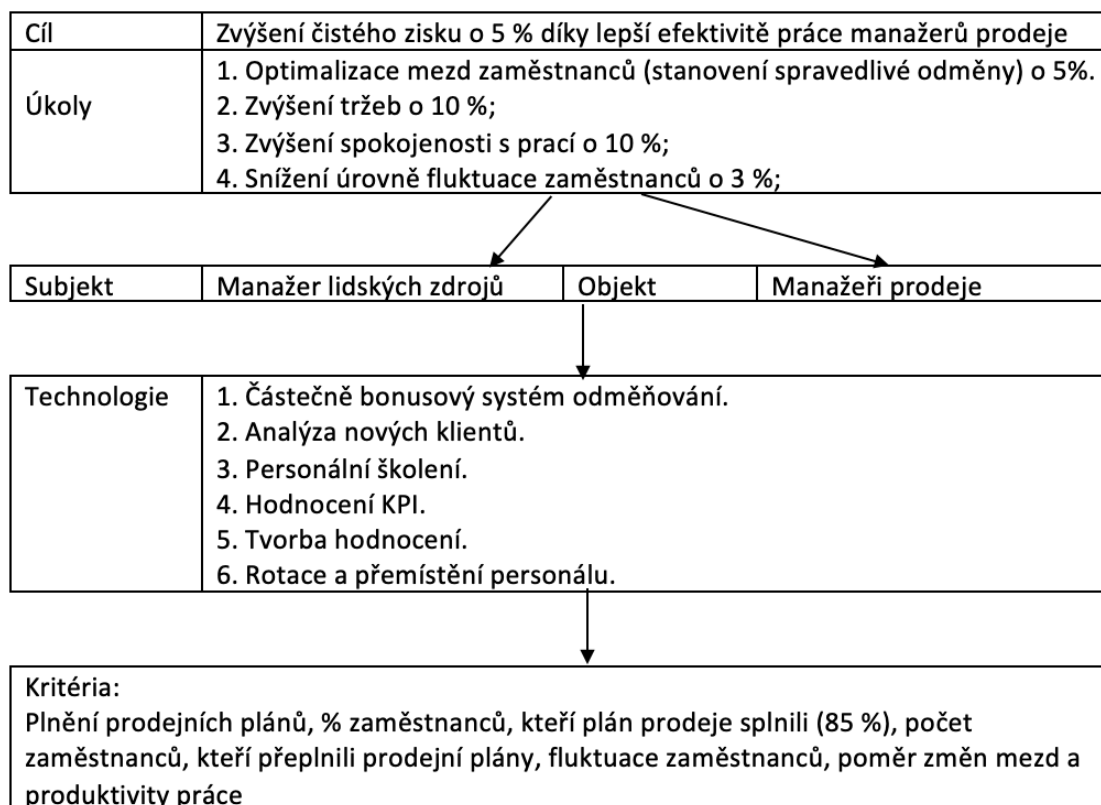 Cíl Zvýšení čistého zisku o 5 % díky lepší efektivitě práce manažerů prodeje
1. Optimalizace mezd zaměstnanců (stanovení spravedlivé odměny) o 5%.
Úkoly 2. Zvýšení tržeb o 10 %;
3. Zvýšení spokojenosti s prací o 10 %;
4. Snížení úrovně fluktuace zaměstnanců o 3 %;
Subjekt Manažer lidských zdrojů Objekt Manažeři prodeje
Technologie 1. Částečně bonusový systém odměňování.
2. Analýza nových klientů.
3. Personální školení.
4. Hodnocení KPI.
5. Tvorba hodnocení.
6. Rotace a přemístění personálu.
Kritéria:
Plnění prodejních plánů, % zaměstnanců, kteří plán prodeje splnili (85 %), počet
zaměstnanců, kteří přeplnili prodejní plány, fluktuace zaměstnanců, poměr změn mezd a
produktivity práce